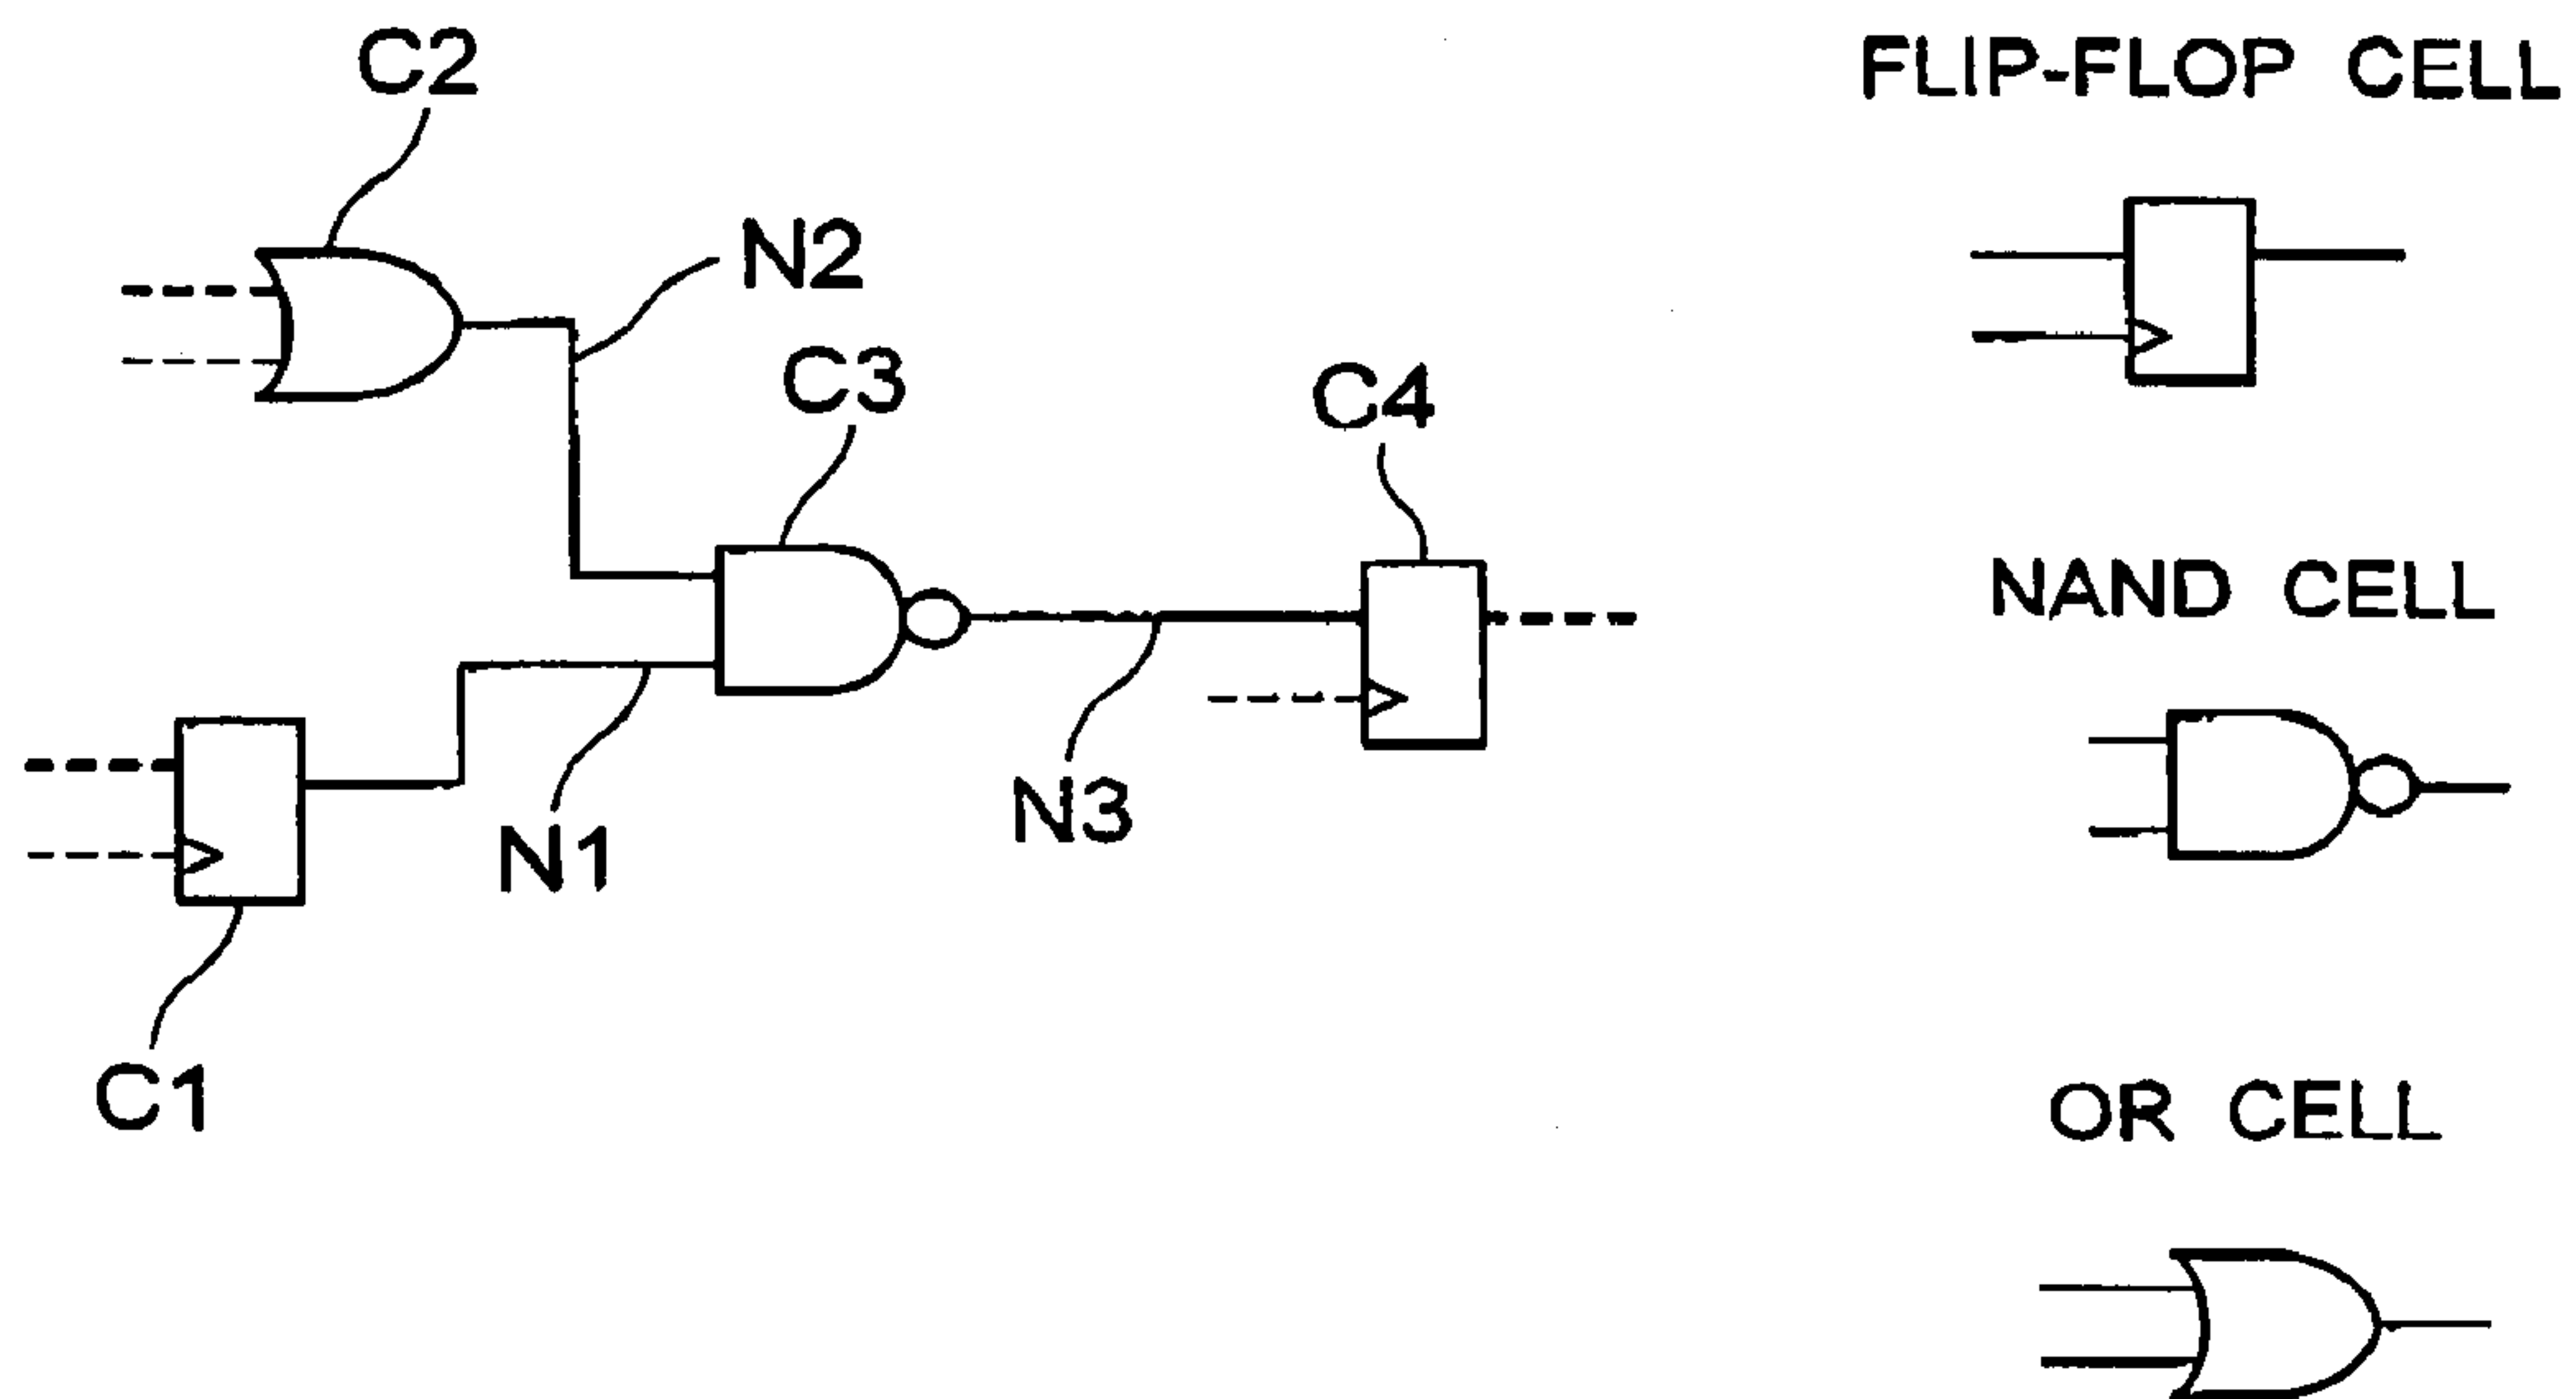 C2
N2
C3
C4
N1
N3
C1
FLIP-FLOP CELL
NAND CELL
OR CELL